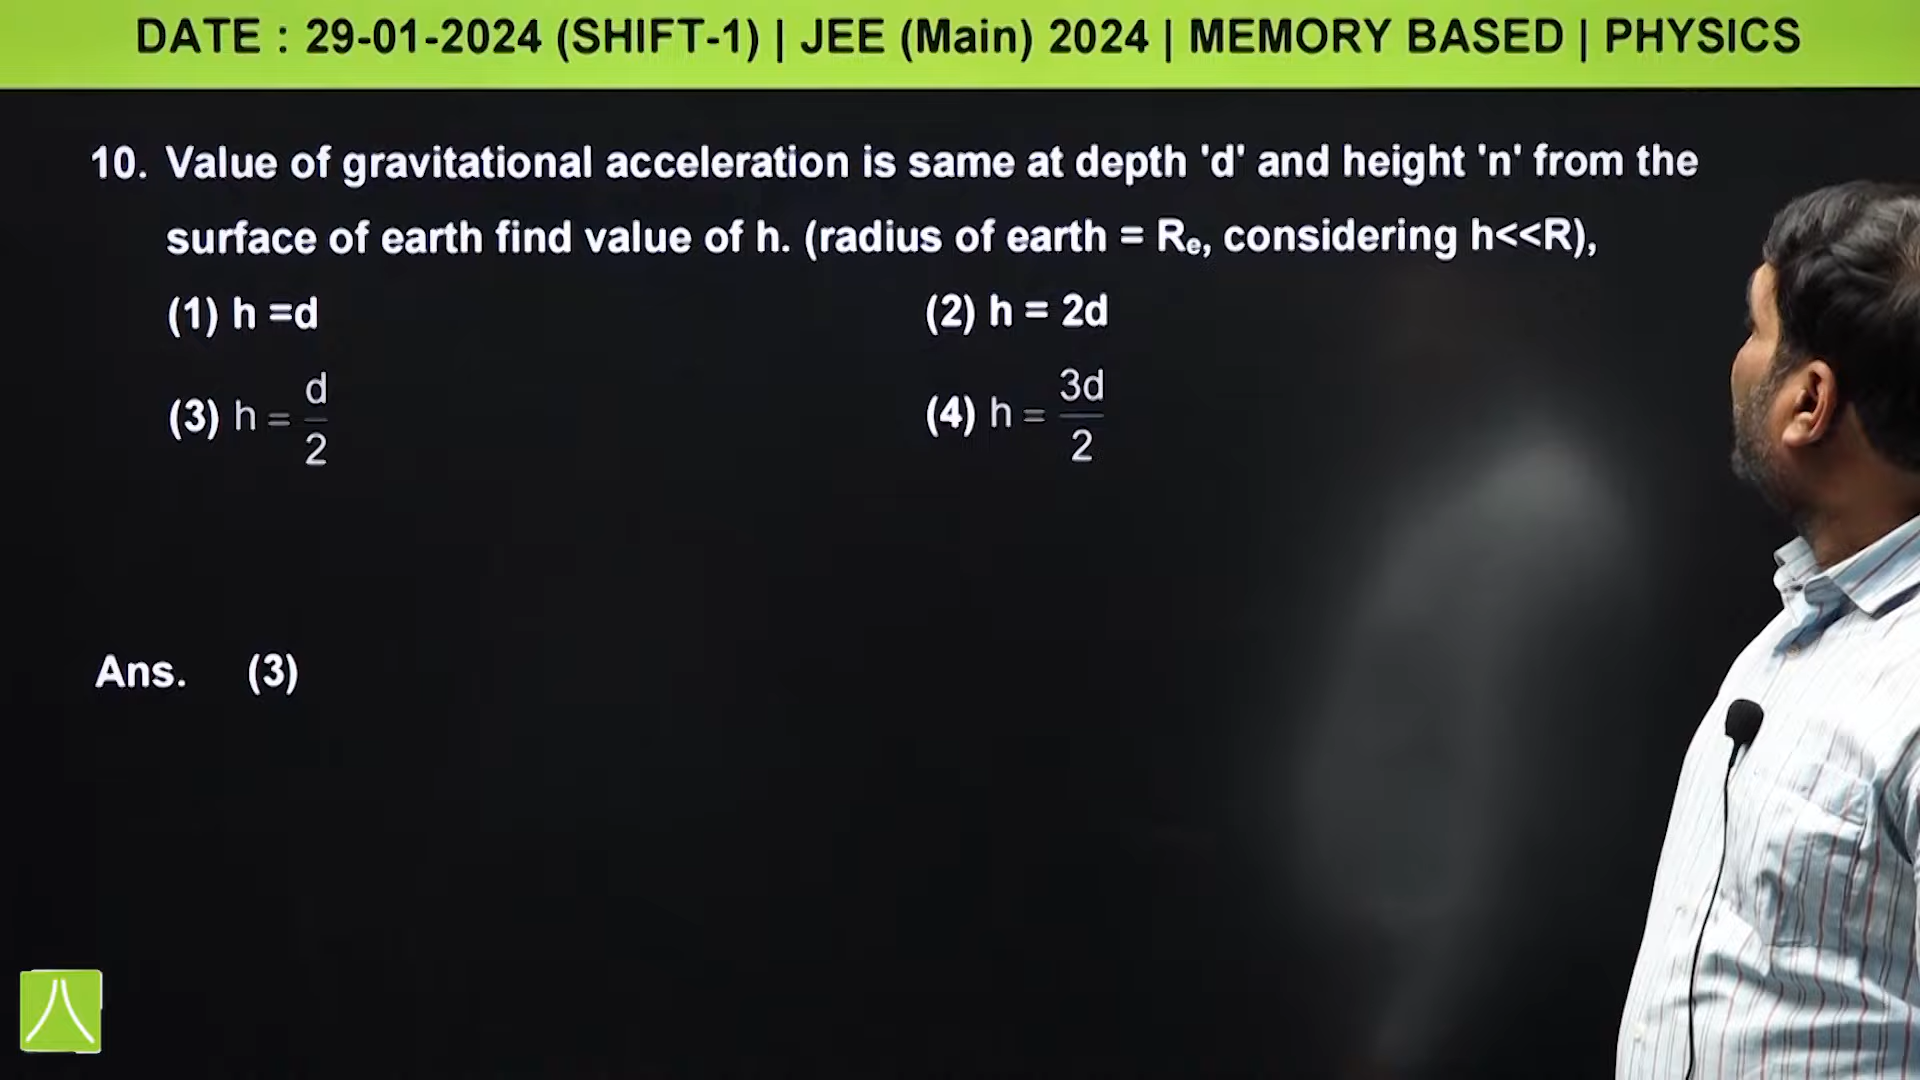 DATE : 29-01-2024 (SHIFT-1) | JEE (Main) 2024 | MEMORY BASED | PHYSICS
10. Value of gravitational acceleration is same at depth 'd' and height 'n' from the
surface of earth find value of h. (radius of earth = Rₑ, considering h<<R),
(1) h =d (2) h = 2d
(3) h = d/2 (4) h = 3d/2
Ans. (3)